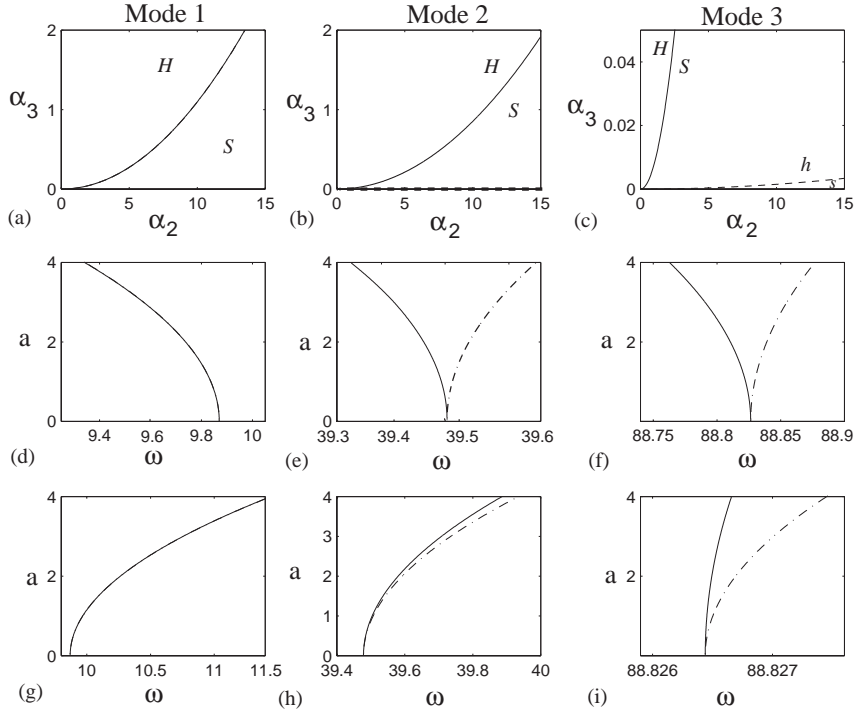 Mode 1 Mode 2 Mode 3
2 2
H H H S 0.04
α3 1 α3 1 α3 0.02
S S h s
0 0 0
0 5 10 15 0 5 10 15 0 5 10 15
(a) α2 (b) α2 (c) α2
4 4 4
a 2 a 2 a 2
0 0 0
9.4 9.6 9.8 10 39.3 39.4 39.5 39.6 88.75 88.8 88.85 88.9
(d) ω (e) ω (f) ω
4 4 4
3
a 2 a 2 a 2
1
0 0 0
10 10.5 11 11.5 39.4 39.6 39.8 40 88.826 88.827
(g) ω (h) ω (i) ω